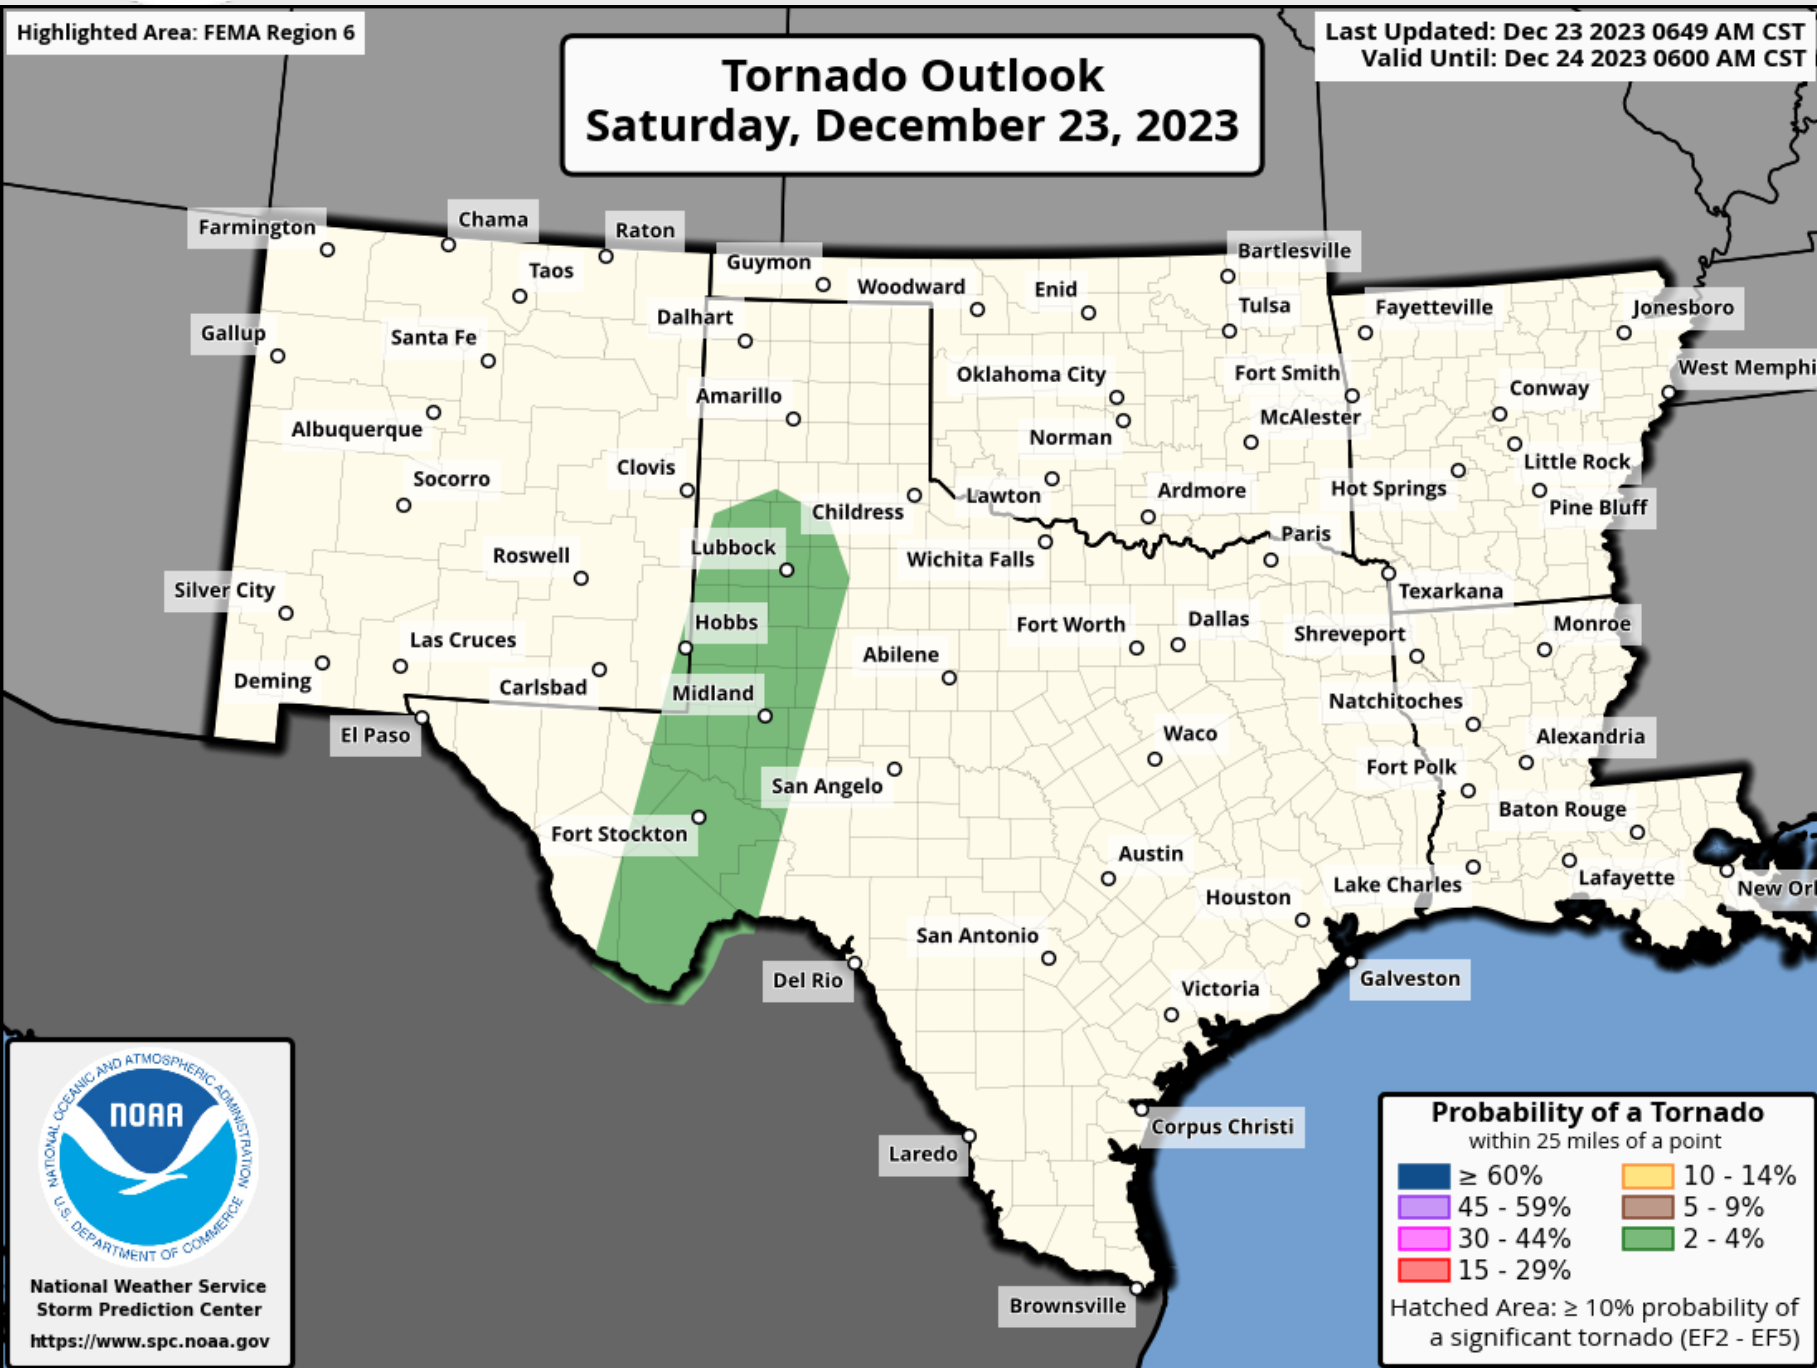 Highlighted Area: FEMA Region 6
Last Updated: Dec 23 2023 0649 AM CST
Valid Until: Dec 24 2023 0600 AM CST
Tornado Outlook
Saturday, December 23, 2023
Farmington
Chama
Raton
Taos
Guymon
Woodward
Enid
Bartlesville
Tulsa
Fayetteville
Jonesboro
Gallup
Santa Fe
Dalhart
Oklahoma City
Fort Smith
Conway
West Memphi
Albuquerque
Amarillo
Norman
McAlester
Little Rock
Socorro
Clovis
Childress
Lawton
Ardmore
Hot Springs
Pine Bluff
Roswell
Lubbock
Wichita Falls
Paris
Texarkana
Silver City
Hobbs
Fort Worth
Dallas
Shreveport
Monroe
Las Cruces
Deming
Carlsbad
Midland
Abilene
Natchitoches
El Paso
Waco
Alexandria
San Angelo
Fort Polk
Fort Stockton
Baton Rouge
Austin
Houston
Lake Charles
Lafayette
New Orl
San Antonio
Del Rio
Victoria
Galveston
Corpus Christi
Laredo
Brownsville
NATIONAL OCEANIC AND ATMOSPHERIC ADMINISTRATION
NOAA
U.S. DEPARTMENT OF COMMERCE
National Weather Service
Storm Prediction Center
https://www.spc.noaa.gov
Probability of a Tornado
within 25 miles of a point
≥ 60%
10 - 14%
45 - 59%
5 - 9%
30 - 44%
2 - 4%
15 - 29%
Hatched Area: ≥ 10% probability of
a significant tornado (EF2 - EF5)